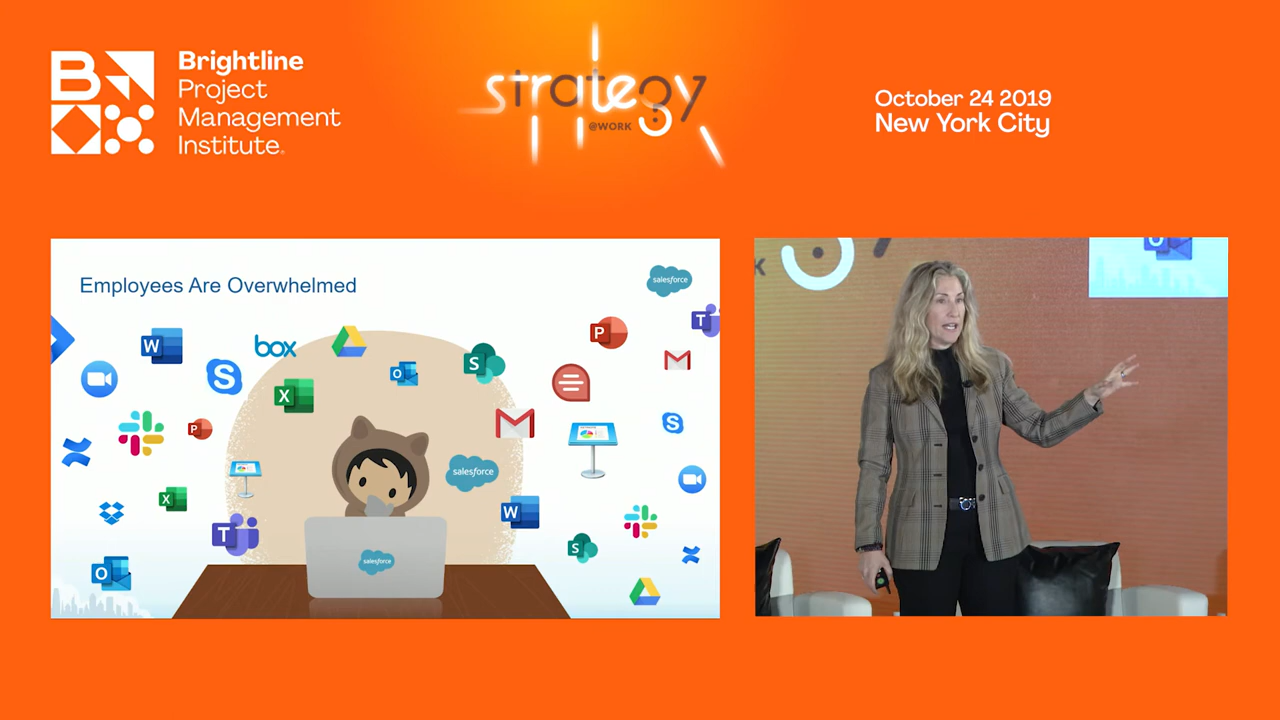 B
Brightline
Project
Management
Institute.
strategy
@WORK
October 24 2019
New York City
Employees Are Overwhelmed
salesforce
W
box
P
T
S
O
S
X
P
salesforce
X
W
T
S
O
S
salesforce
K
y
O